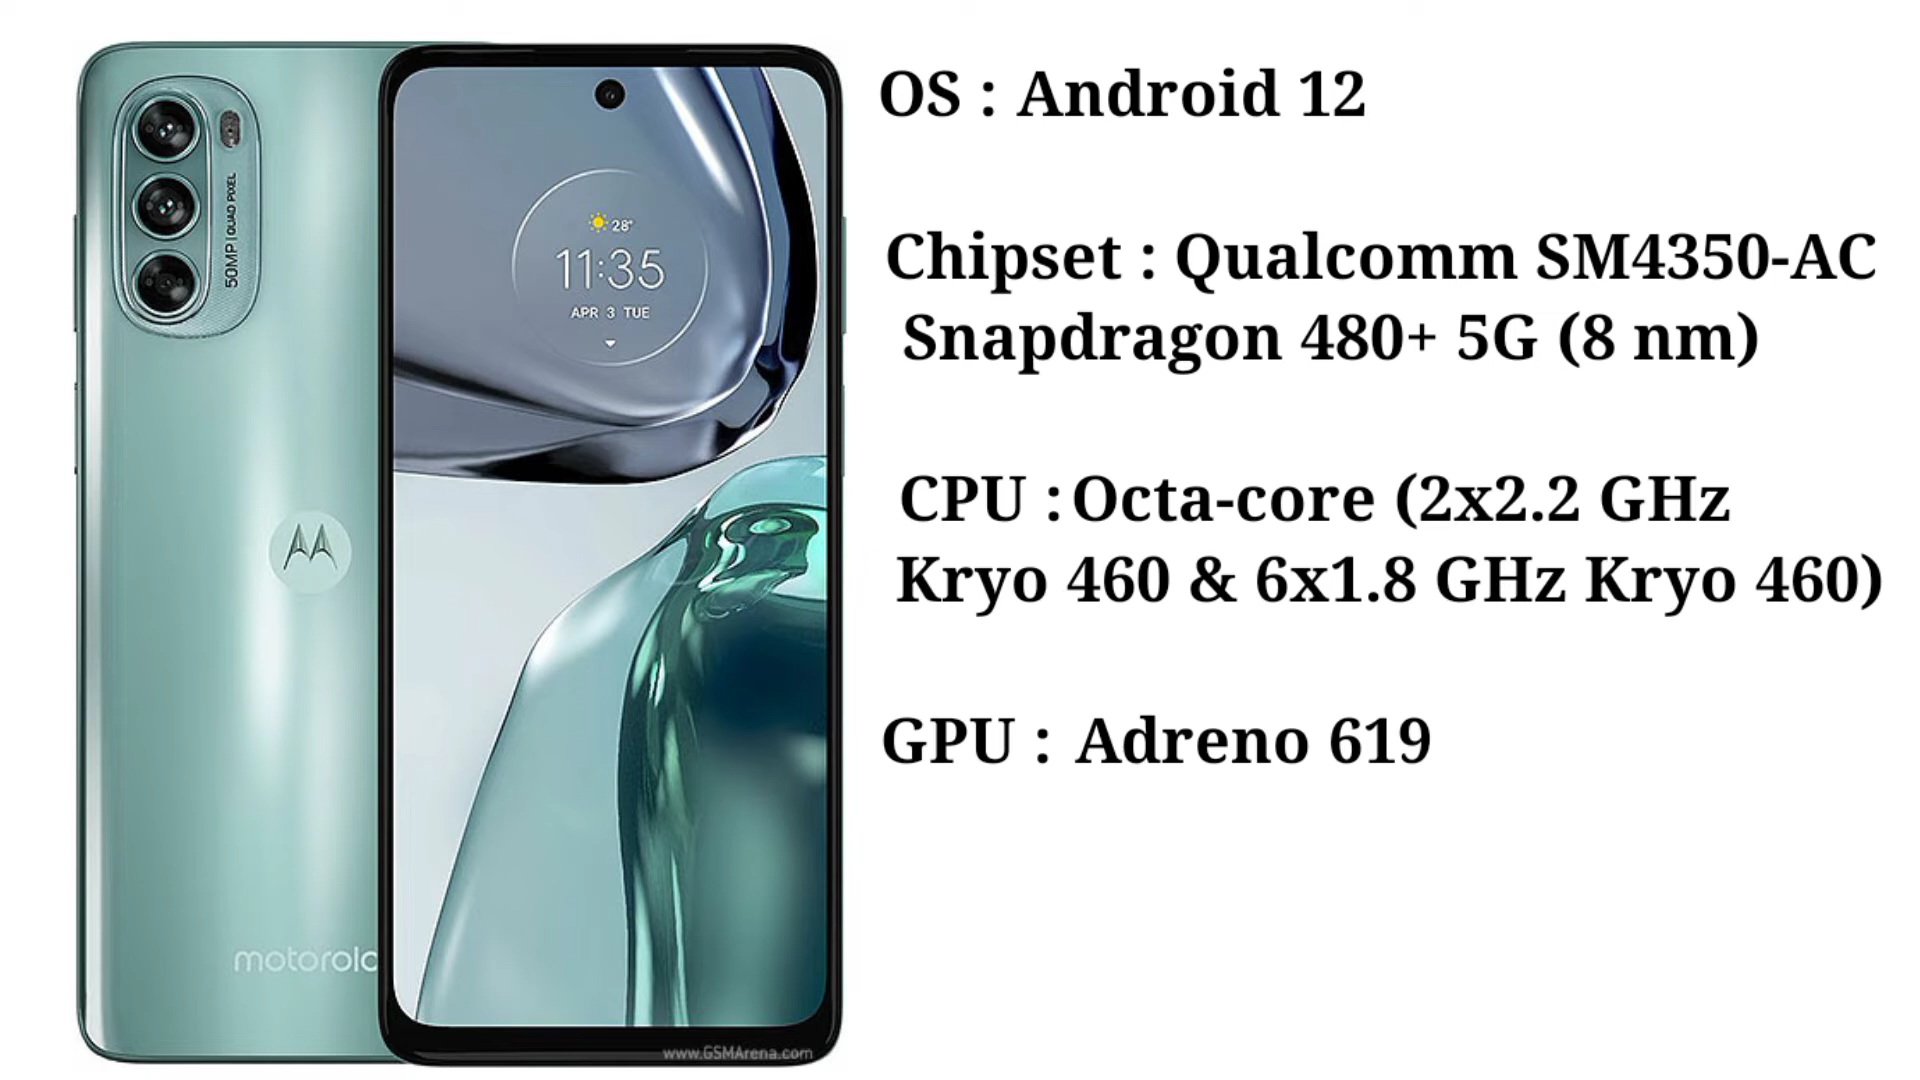 OS : Android 12
Chipset : Qualcomm SM4350-AC
Snapdragon 480+ 5G (8 nm)
CPU : Octa-core (2x2.2 GHz
Kryo 460 & 6x1.8 GHz Kryo 460)
GPU : Adreno 619
50MP | QUAD PIXEL
28°
11:35
APR 3 TUE
motorola
www.GSMArena.com